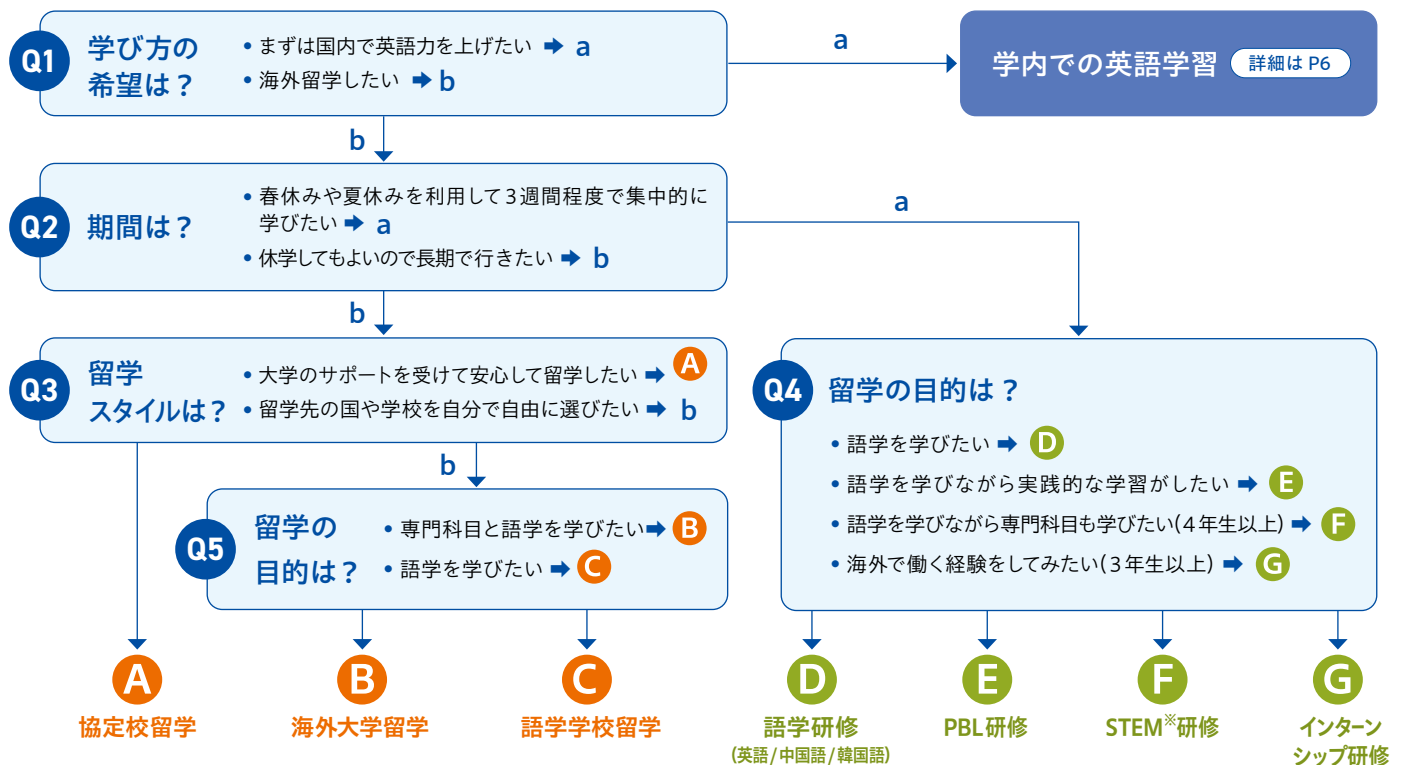 Q1
学び方の
希望は？
• まずは国内で英語力を上げたい ➡ a
• 海外留学したい ➡ b
a
学内での英語学習 詳細は P6
b
Q2
期間は？
• 春休みや夏休みを利用して3週間程度で集中的に
学びたい ➡ a
• 休学してもよいので長期で行きたい ➡ b
a
b
Q3
留学
スタイルは？
• 大学のサポートを受けて安心して留学したい ➡ A
• 留学先の国や学校を自分で自由に選びたい ➡ b
b
Q5
留学の
目的は？
• 専門科目と語学を学びたい ➡ B
• 語学を学びたい ➡ C
Q4
留学の目的は？
• 語学を学びたい ➡ D
• 語学を学びながら実践的な学習がしたい ➡ E
• 語学を学びながら専門科目も学びたい(4年生以上) ➡ F
• 海外で働く経験をしてみたい(3年生以上) ➡ G
A
協定校留学
B
海外大学留学
C
語学学校留学
D
語学研修
(英語/中国語/韓国語)
E
PBL研修
F
STEM※研修
G
インターン
シップ研修